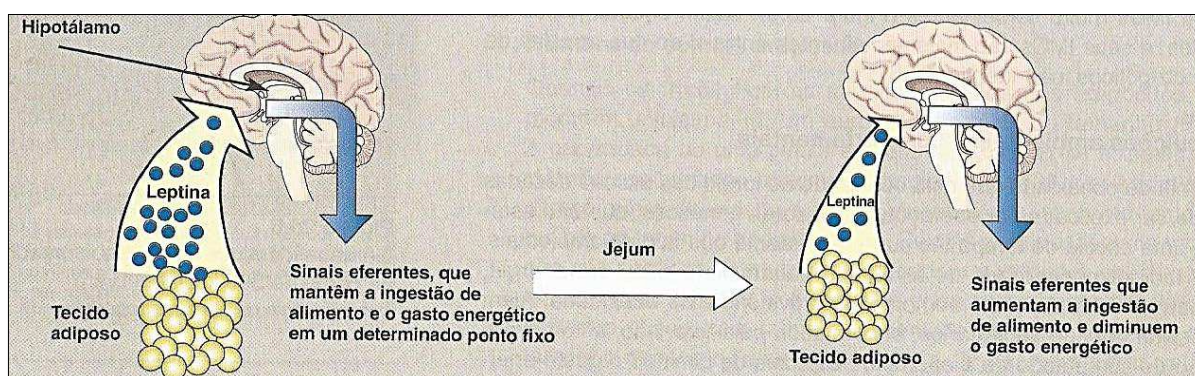 Hipotálamo
Leptina
Tecido
adiposo
Sinais eferentes, que
mantêm a ingestão de
alimento e o gasto energético
em um determinado ponto fixo
Jejum
Leptina
Tecido adiposo
Sinais eferentes que
aumentam a ingestão
de alimento e diminuem
o gasto energético